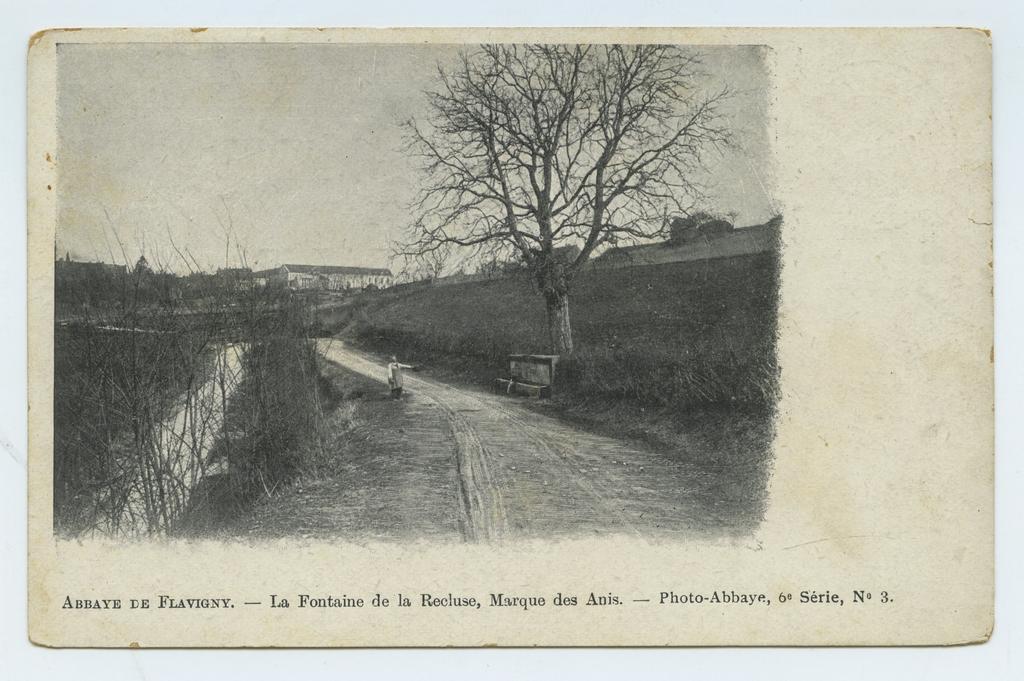 ABBAYE DE FLAVIGNY. — La Fontaine de la Recluse, Marque des Anis. — Photo-Abbaye, 6e Série, No 3.